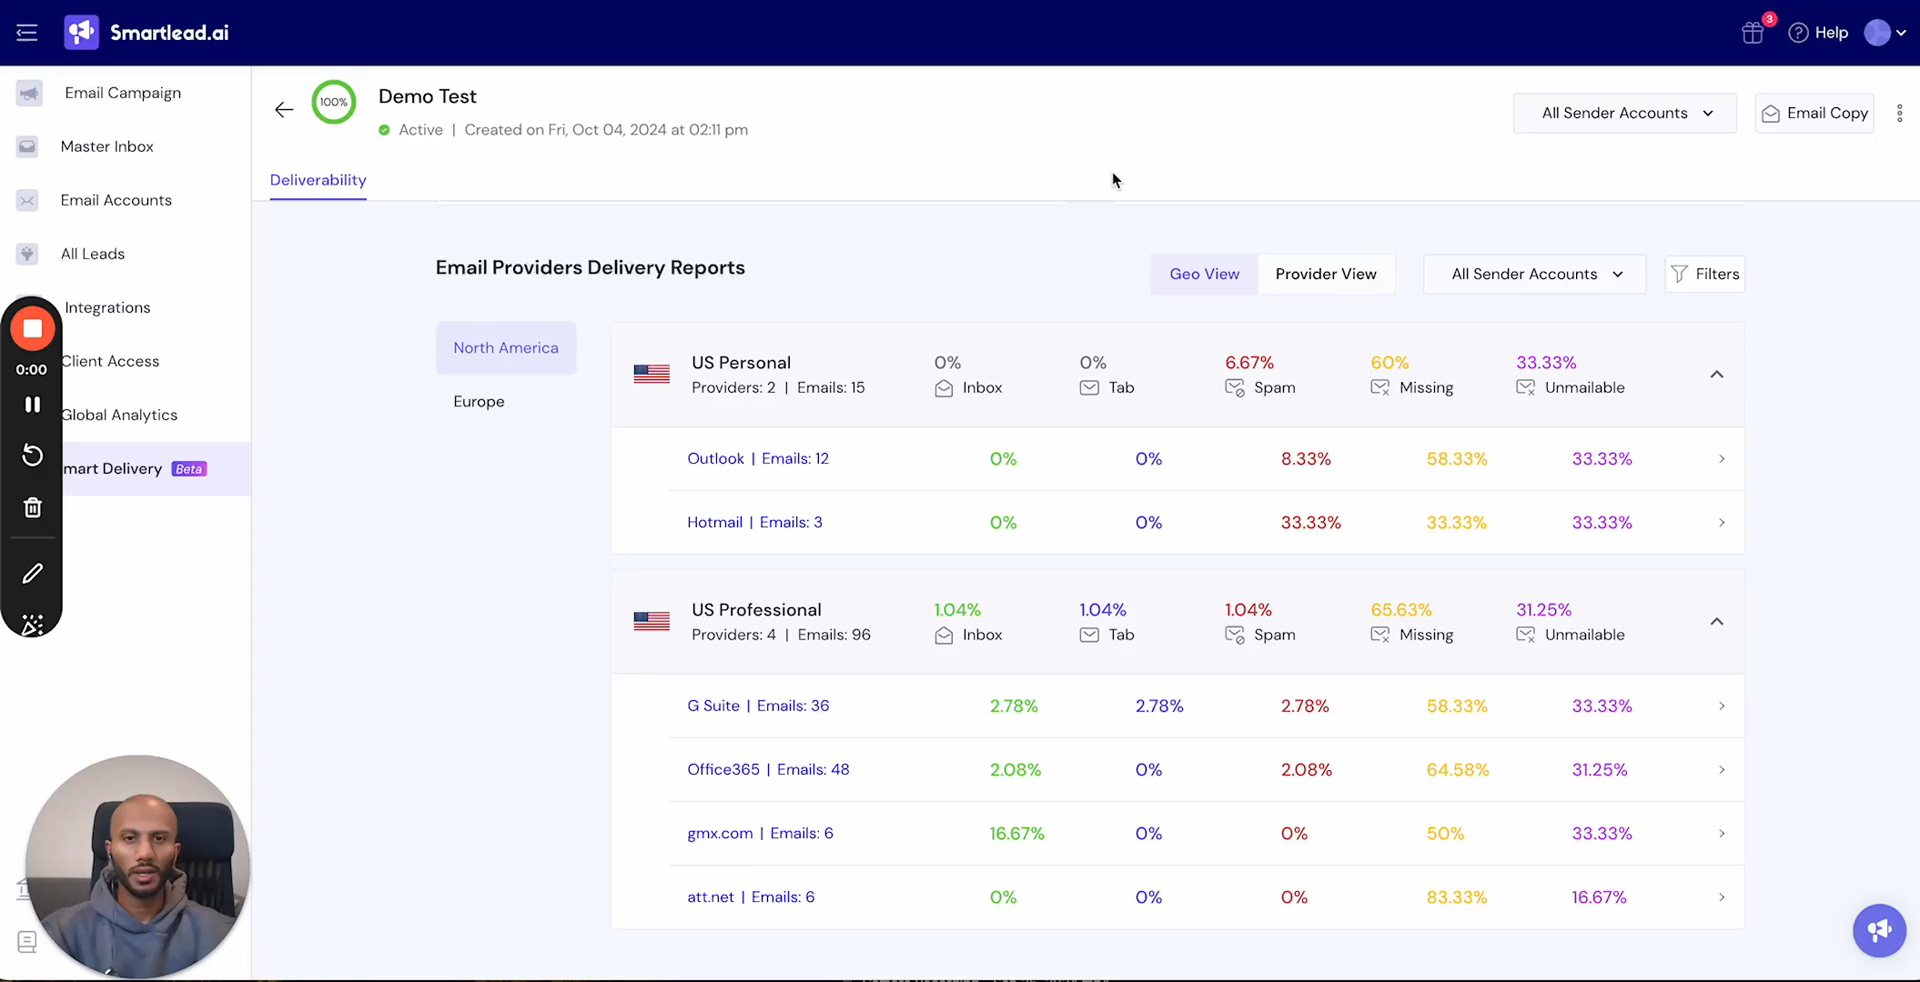 Smartlead.ai
3
Help
Email Campaign
Master Inbox
Email Accounts
All Leads
Integrations
Client Access
Global Analytics
mart Delivery Beta
0:00
100%
Demo Test
Active | Created on Fri, Oct 04, 2024 at 02:11 pm
All Sender Accounts
Email Copy
Deliverability
Email Providers Delivery Reports
Geo View
Provider View
All Sender Accounts
Filters
North America
Europe
US Personal 0% 0% 6.67% 60% 33.33%
Providers: 2 | Emails: 15 Inbox Tab Spam Missing Unmailable
Outlook | Emails: 12 0% 0% 8.33% 58.33% 33.33%
Hotmail | Emails: 3 0% 0% 33.33% 33.33% 33.33%
US Professional 1.04% 1.04% 1.04% 65.63% 31.25%
Providers: 4 | Emails: 96 Inbox Tab Spam Missing Unmailable
G Suite | Emails: 36 2.78% 2.78% 2.78% 58.33% 33.33%
Office365 | Emails: 48 2.08% 0% 2.08% 64.58% 31.25%
gmx.com | Emails: 6 16.67% 0% 0% 50% 33.33%
att.net | Emails: 6 0% 0% 0% 83.33% 16.67%